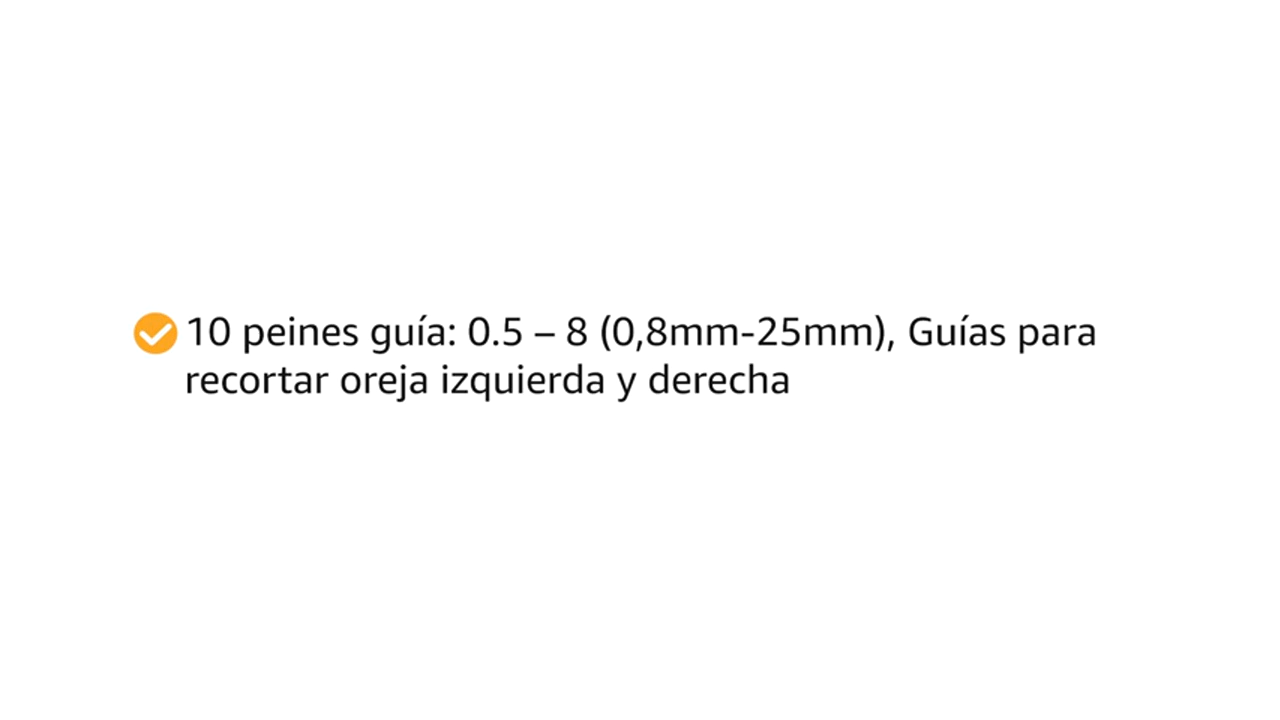 10 peines guía: 0.5 – 8 (0,8mm-25mm), Guías para
recortar oreja izquierda y derecha